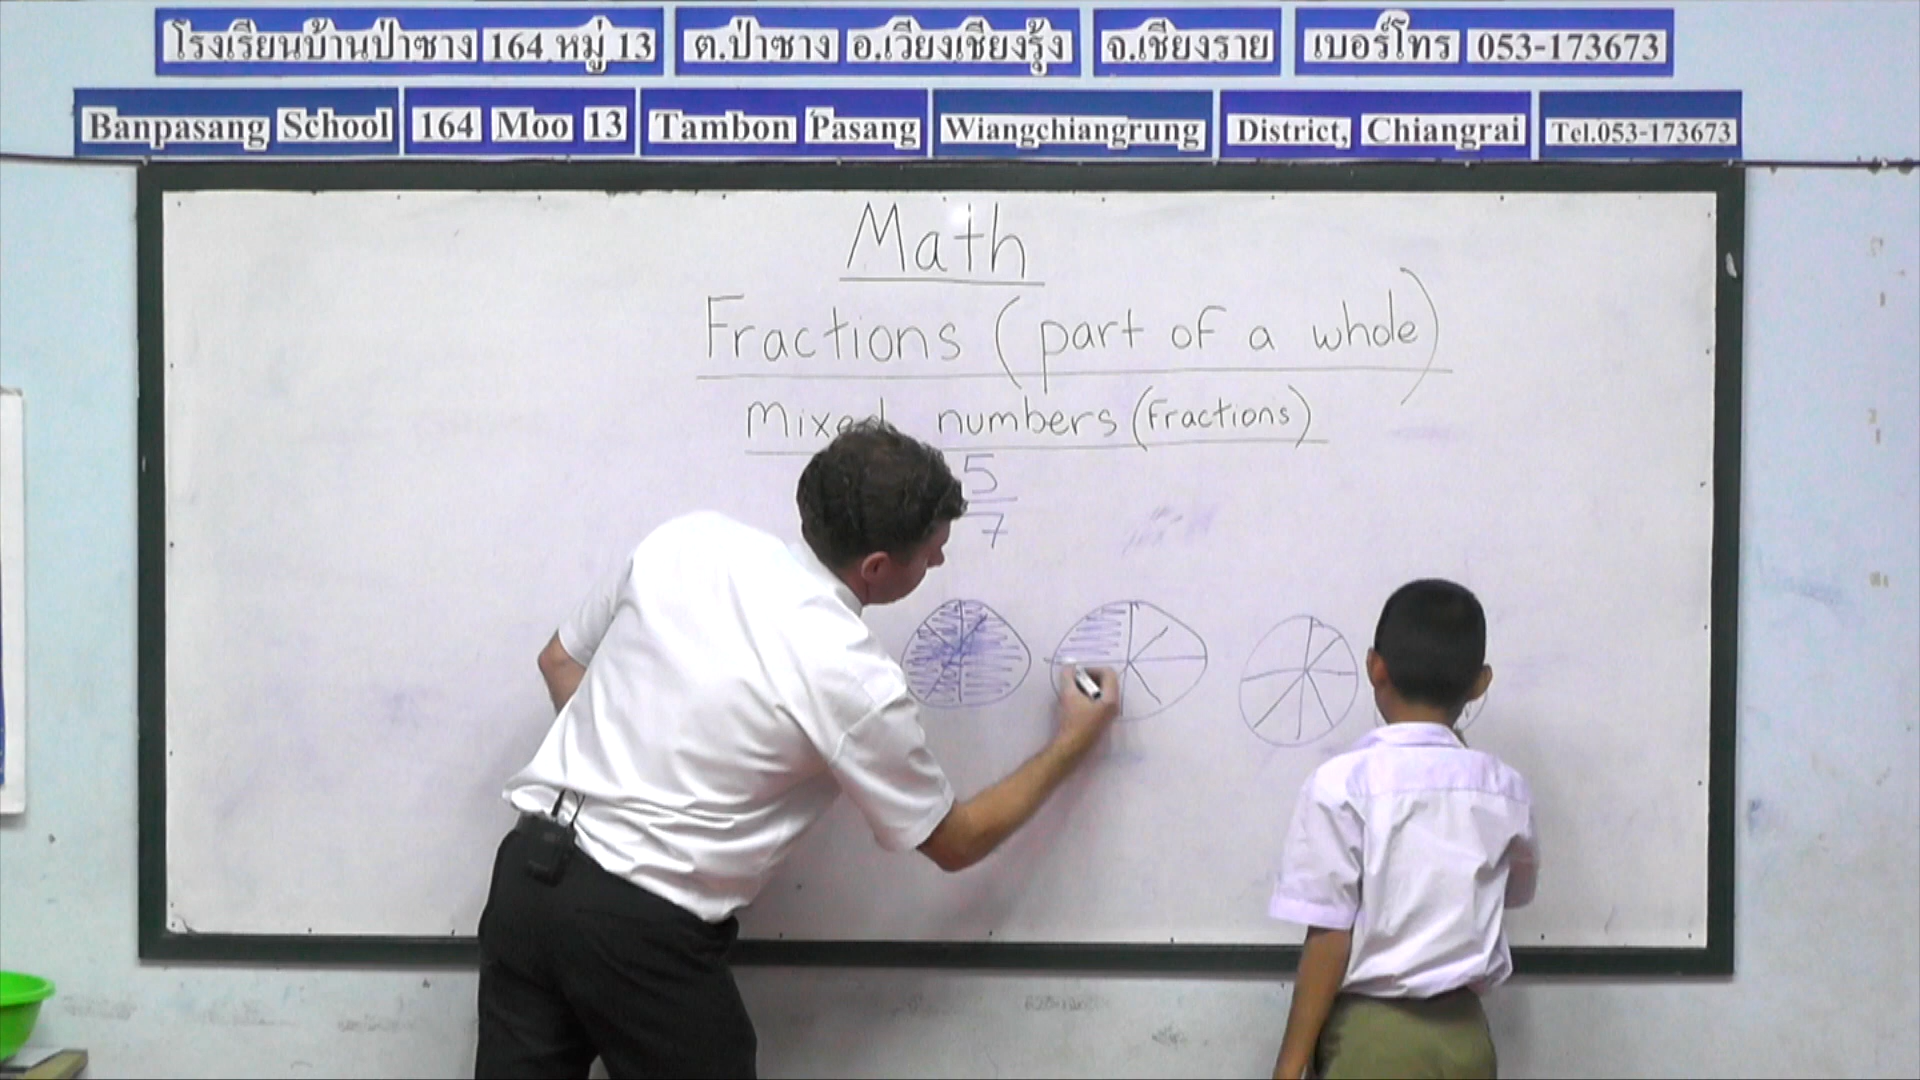 โรงเรียนบ้านป่าซาง 164 หมู่ 13 ต.ป่าซาง อ.เวียงเชียงรุ้ง จ.เชียงราย เบอร์โทร 053-173673
Banpasang School 164 Moo 13 Tambon Pasang Wiangchiangrung District, Chiangrai Tel.053-173673
Math
Fractions (part of a whole)
Mixed numbers (Fractions)
5
7